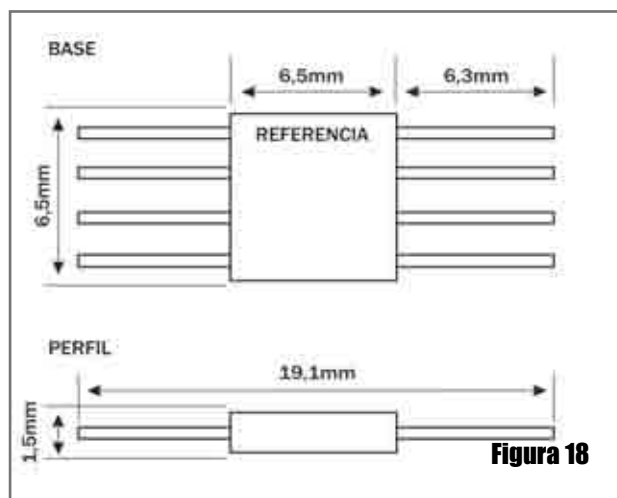 BASE
6,5mm
6,3mm
REFERENCIA
6,5mm
PERFIL
19,1mm
1,5mm
Figura 18